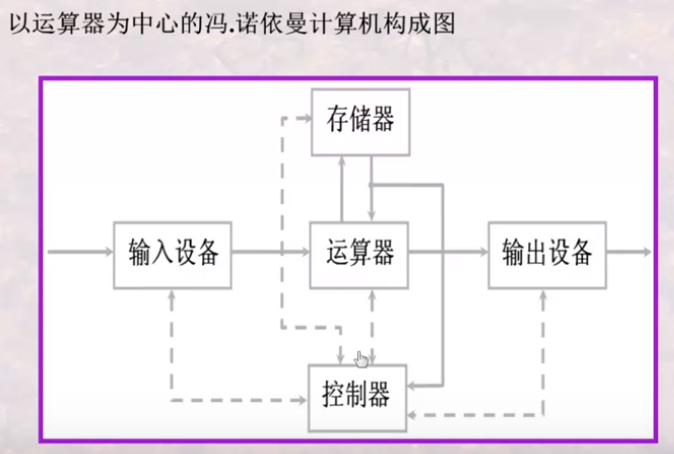 以运算器为中心的冯.诺依曼计算机构成图
存储器
输入设备
运算器
输出设备
控制器